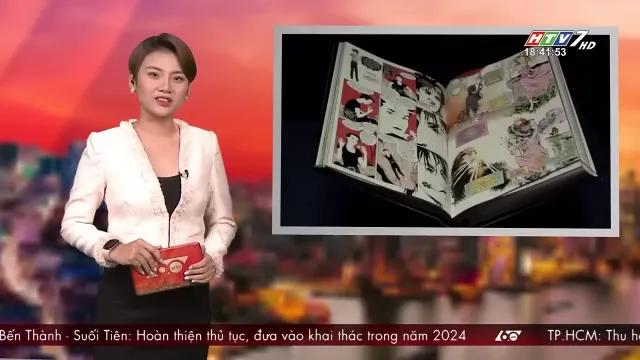 HTV7 HD
18:41:53
Bến Thành - Suối Tiên: Hoàn thiện thủ tục, đưa vào khai thác trong năm 2024 60 TP.HCM: Thu h